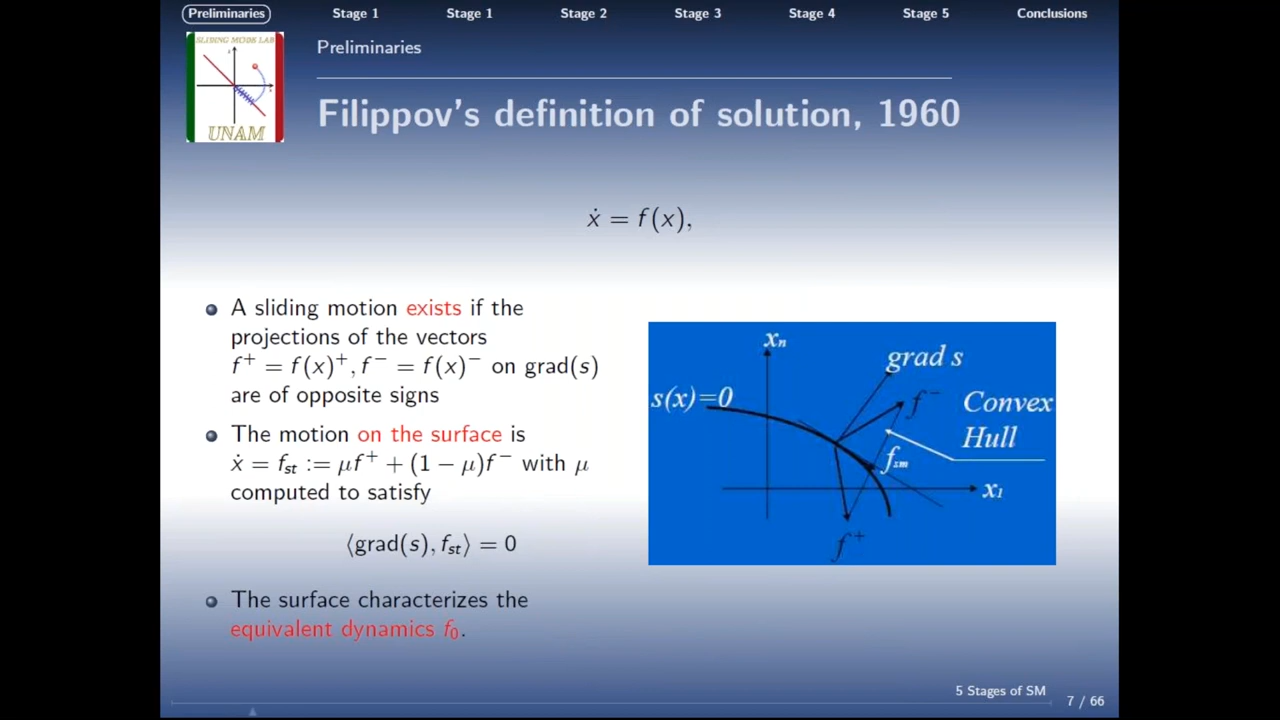 Preliminaries Stage 1 Stage 1 Stage 2 Stage 3 Stage 4 Stage 5 Conclusions
SLIDING MODE LAB
UNAM
Preliminaries
Filippov's definition of solution, 1960
ẋ = f(x),
A sliding motion exists if the
projections of the vectors
f⁺ = f(x)⁺, f⁻ = f(x)⁻ on grad(s)
are of opposite signs
The motion on the surface is
ẋ = f_st := μf⁺ + (1 − μ)f⁻ with μ
computed to satisfy
⟨grad(s), f_st⟩ = 0
The surface characterizes the
equivalent dynamics f₀.
xₙ
grad s
s(x)=0
f⁻
Convex
Hull
f_sm
x₁
f⁺
5 Stages of SM
7 / 66